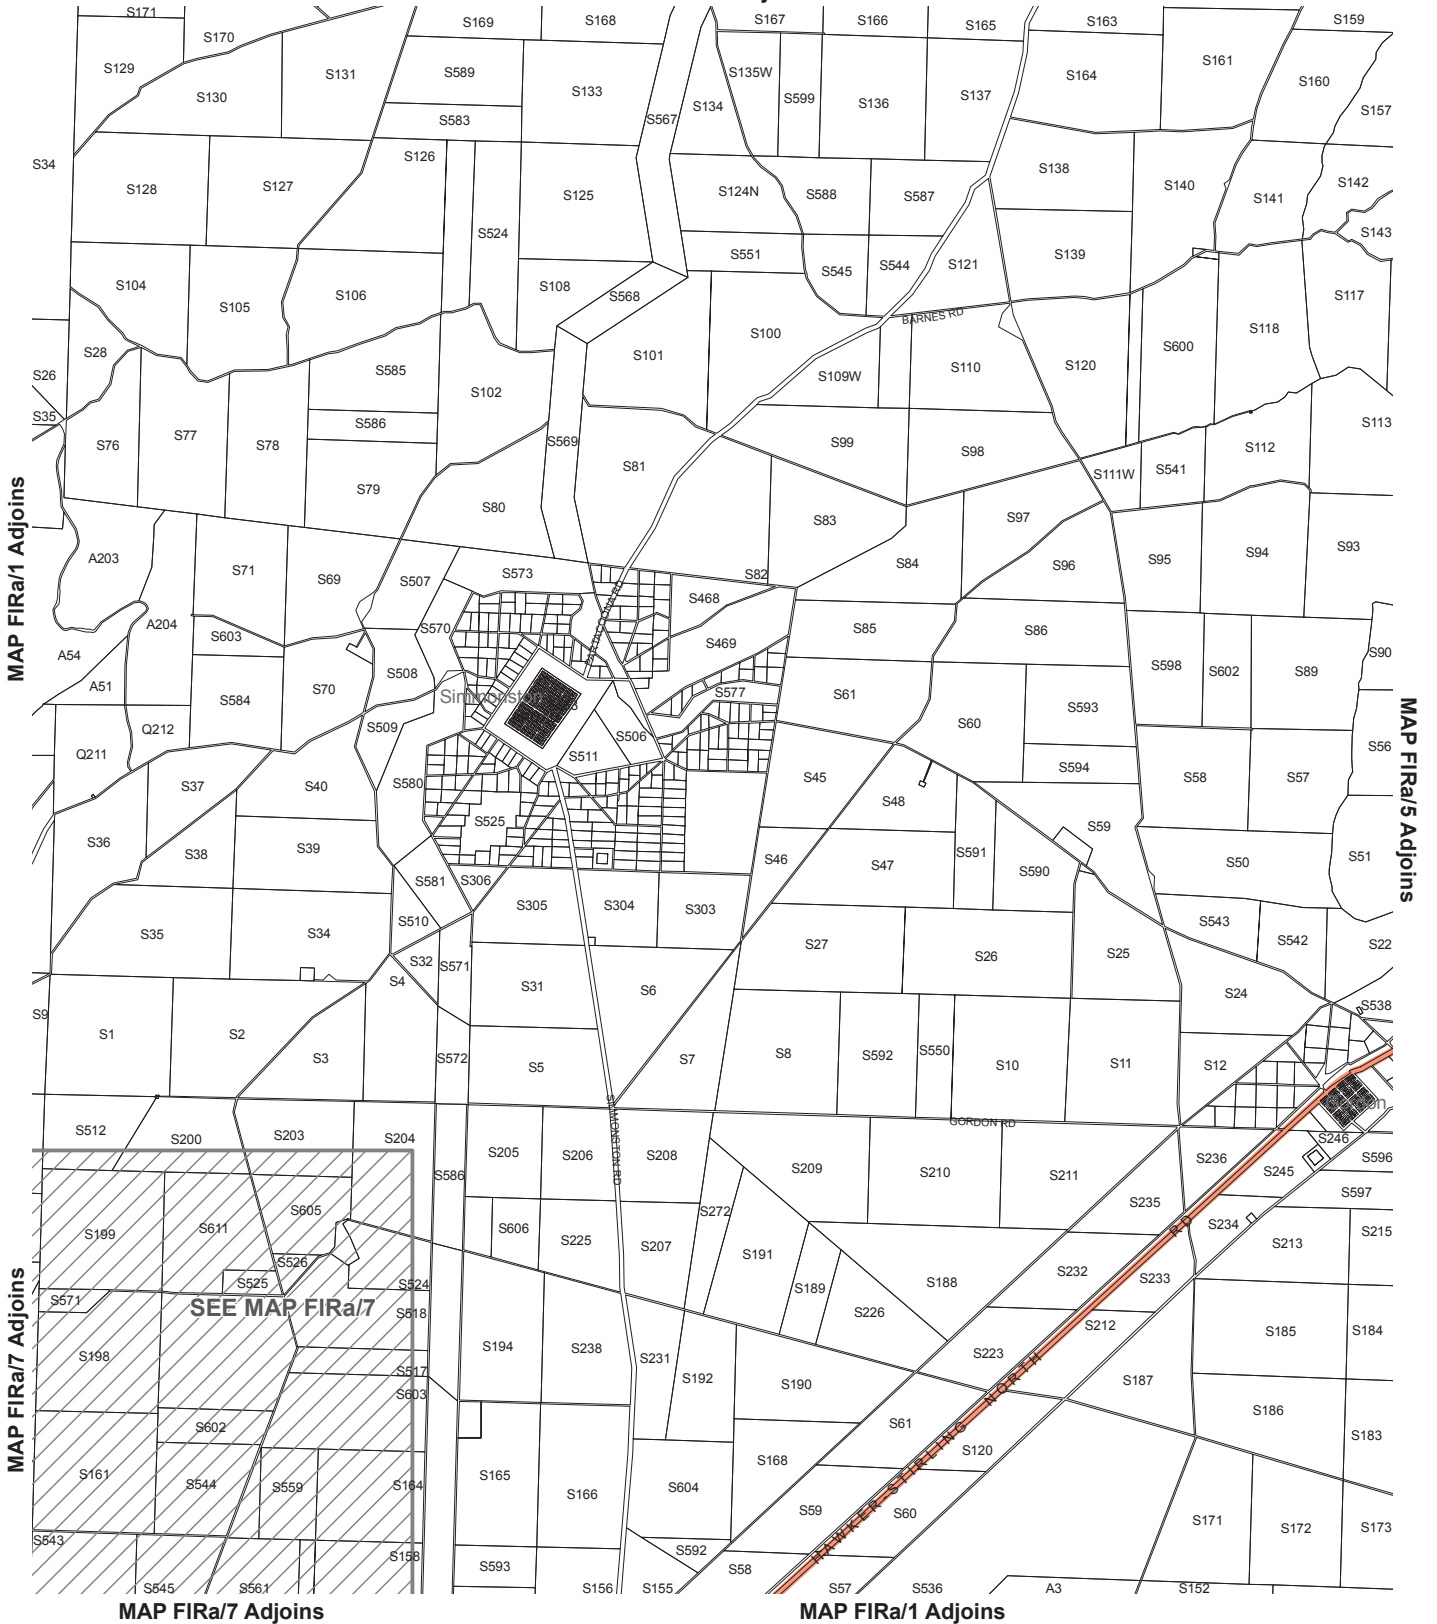 S171
S170
S169
S168
S167
S166
S165
S163
S159
S129
S130
S131
S589
S133
S135W
S599
S136
S137
S164
S161
S160
S157
S583
S567
S134
S34
S128
S127
S126
S524
S125
S124N
S588
S587
S138
S140
S141
S142
S143
S551
S545
S544
S121
S139
S104
S105
S106
S108
S568
S100
BARNES RD
S600
S118
S117
S28
S26
S35
S585
S102
S101
S109W
S110
S120
S586
S76
S77
S78
S79
S80
S569
S81
S99
S98
S111W
S541
S112
S113
A203
S71
S69
S507
S573
S82
S83
S84
S97
S96
S95
S94
S93
MAP FIRa/1 Adjoins
A204
S603
S570
S468
S469
S85
S86
S598
S602
S89
S90
A54
A51
S584
S70
S508
Simmonston
S577
S61
S60
S593
S594
Q211
Q212
S509
S511
S506
S58
S57
S56
S37
S40
S580
S525
S45
S48
S59
MAP FIRa/5 Adjoins
S36
S38
S39
S581
S306
S46
S47
S591
S590
S50
S51
S35
S34
S510
S305
S304
S303
S27
S26
S25
S543
S542
S22
S32
S571
S4
S31
S6
S24
S9
S1
S2
S3
S572
S5
S7
S8
S592
S550
S10
S11
S12
S538
GORDON RD
SIMMONSTON RD
S512
S200
S203
S204
S586
S205
S206
S208
S209
S210
S211
S236
S246
S245
S596
S597
S199
S611
S605
S606
S225
S207
S272
S191
S235
S234
S213
S215
S526
S525
S524
S571
SEE MAP FIRa/7
S518
S189
S226
S188
S232
S233
S212
S185
S184
S198
S517
S603
S194
S238
S231
S192
S190
S223
S187
S186
S183
MAP FIRa/7 Adjoins
S602
S161
S544
S559
S164
S165
S166
S604
S168
S61
S120
S59
S60
HAWKER-STIRLING NORTH RD
S171
S172
S173
S543
S158
S593
S592
S58
S545
S561
S156
S155
S57
S536
A3
S152
MAP FIRa/7 Adjoins
MAP FIRa/1 Adjoins